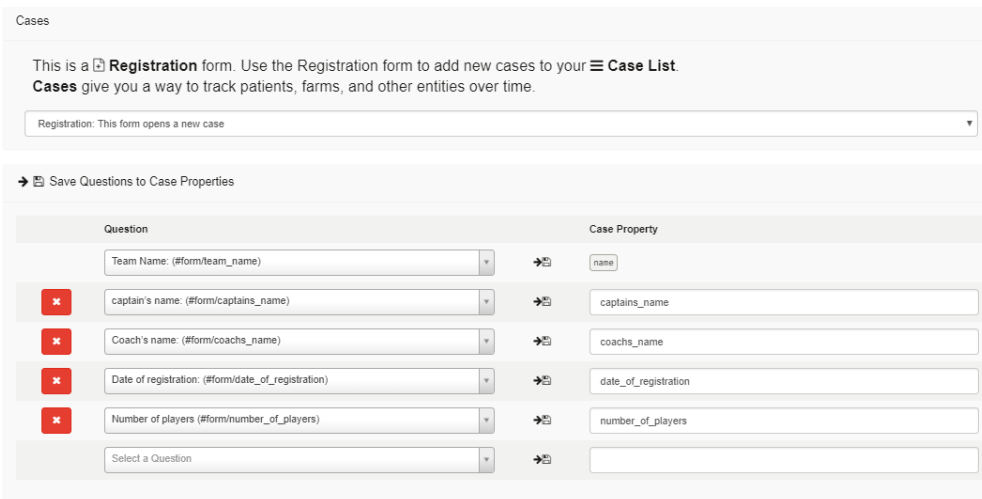 Cases
This is a Registration form. Use the Registration form to add new cases to your Case List.
Cases give you a way to track patients, farms, and other entities over time.
Registration: This form opens a new case
Save Questions to Case Properties
Question Case Property
Team Name: (#form/team_name) name
captain's name: (#form/captains_name) captains_name
Coach's name: (#form/coachs_name) coachs_name
Date of registration: (#form/date_of_registration) date_of_registration
Number of players (#form/number_of_players) number_of_players
Select a Question